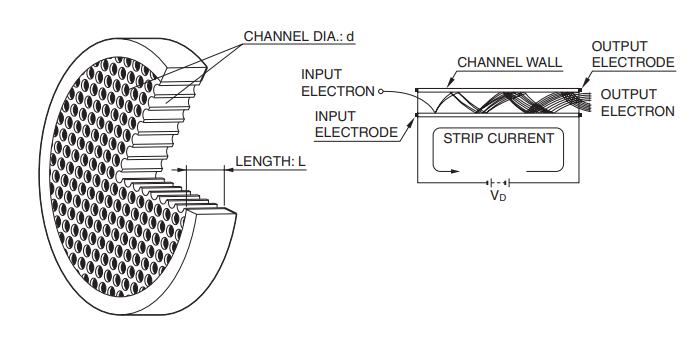 CHANNEL DIA.: d
LENGTH: L
INPUT
ELECTRON
INPUT
ELECTRODE
CHANNEL WALL
OUTPUT
ELECTRODE
OUTPUT
ELECTRON
STRIP CURRENT
VD